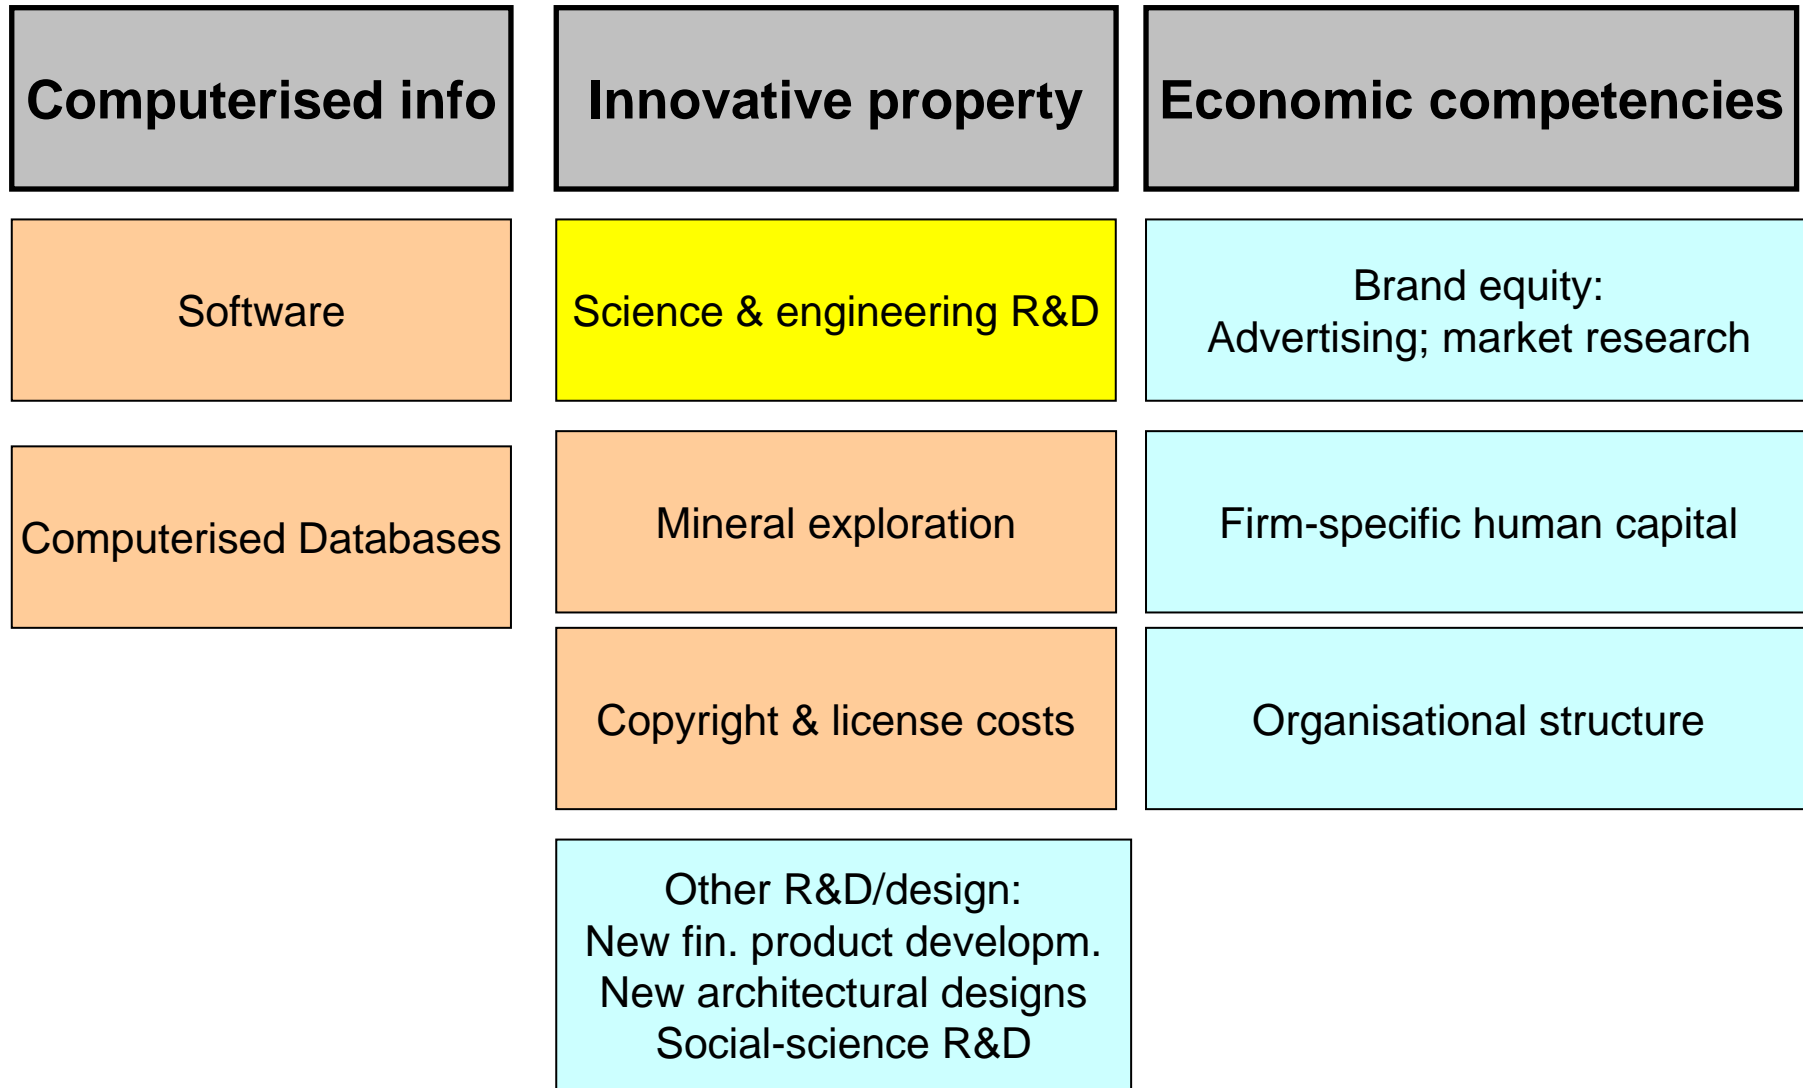 Computerised info
Innovative property
Economic competencies
Software
Science & engineering R&D
Brand equity:
Advertising; market research
Computerised Databases
Mineral exploration
Firm-specific human capital
Copyright & license costs
Organisational structure
Other R&D/design:
New fin. product developm.
New architectural designs
Social-science R&D